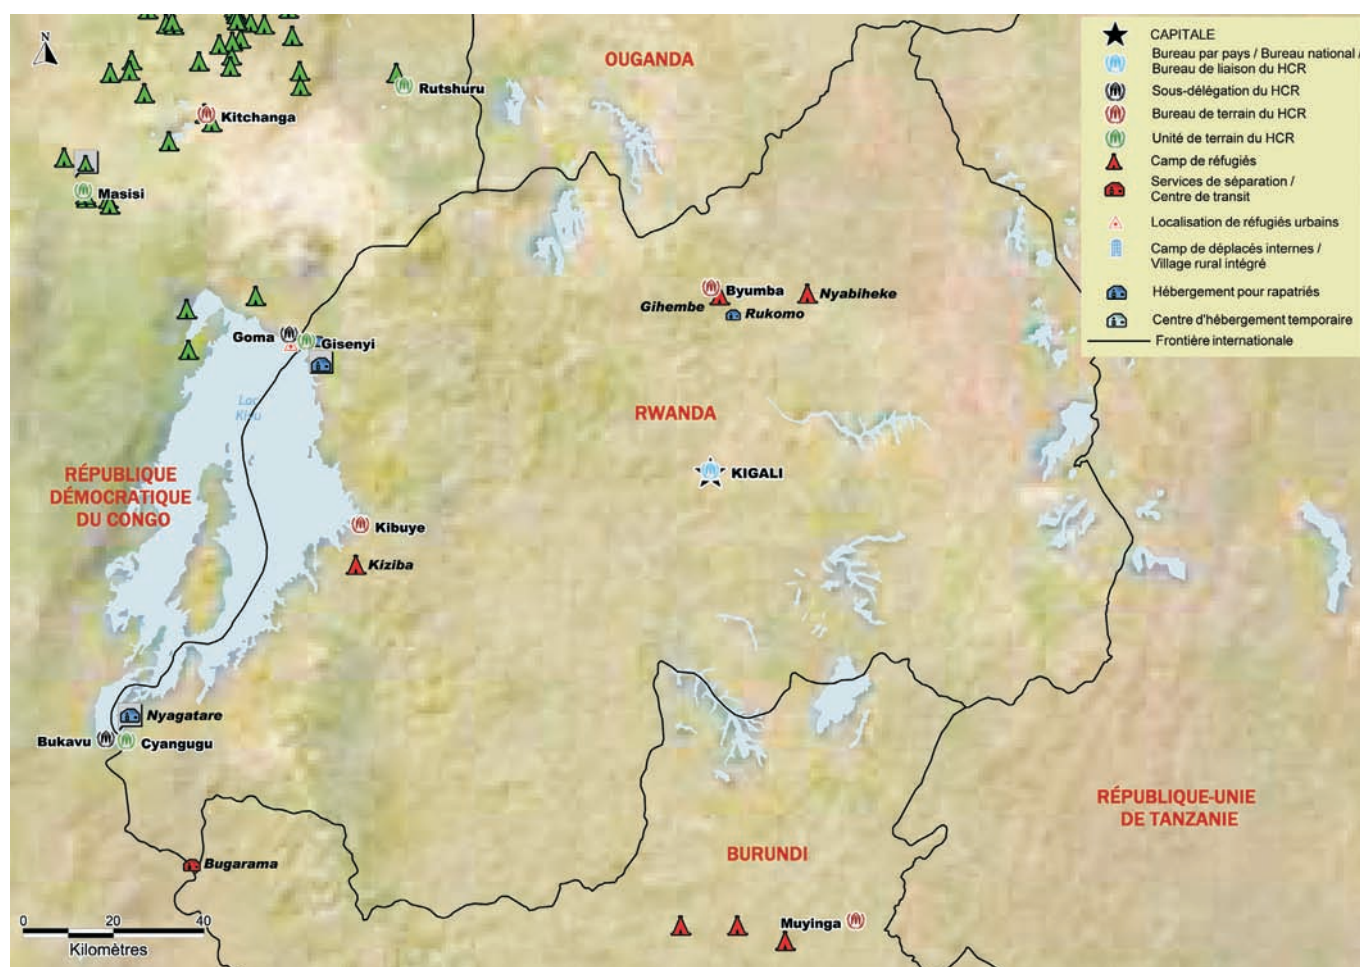 N
OUGANDA
Rutshuru
Kitchanga
Masisi
CAPITALE
Bureau par pays / Bureau national /
Bureau de liaison du HCR
Sous-délégation du HCR
Bureau de terrain du HCR
Unité de terrain du HCR
Camp de réfugiés
Services de séparation /
Centre de transit
Localisation de réfugiés urbains
Camp de déplacés internes /
Village rural intégré
Hébergement pour rapatriés
Centre d'hébergement temporaire
Frontière internationale
Byumba
Gihembe
Nyabiheke
Rukomo
Goma
Gisenyi
RWANDA
KIGALI
RÉPUBLIQUE
DÉMOCRATIQUE
DU CONGO
Kibuye
Kiziba
Nyagatare
Bukavu
Cyangugu
RÉPUBLIQUE-UNIE
DE TANZANIE
BURUNDI
Bugarama
Muyinga
0 20 40
Kilomètres